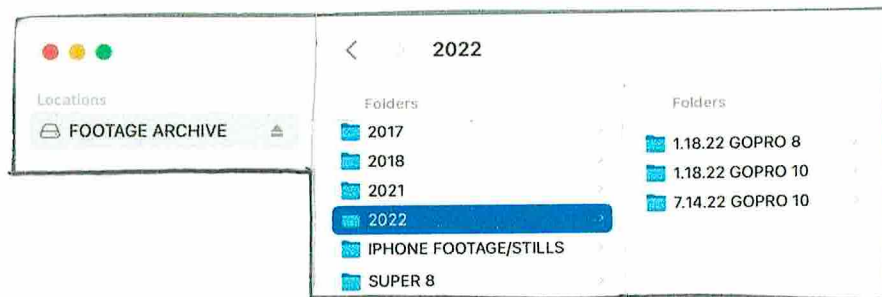 2022
Locations
FOOTAGE ARCHIVE
Folders
2017
2018
2021
2022
IPHONE FOOTAGE/STILLS
SUPER 8
Folders
1.18.22 GOPRO 8
1.18.22 GOPRO 10
7.14.22 GOPRO 10